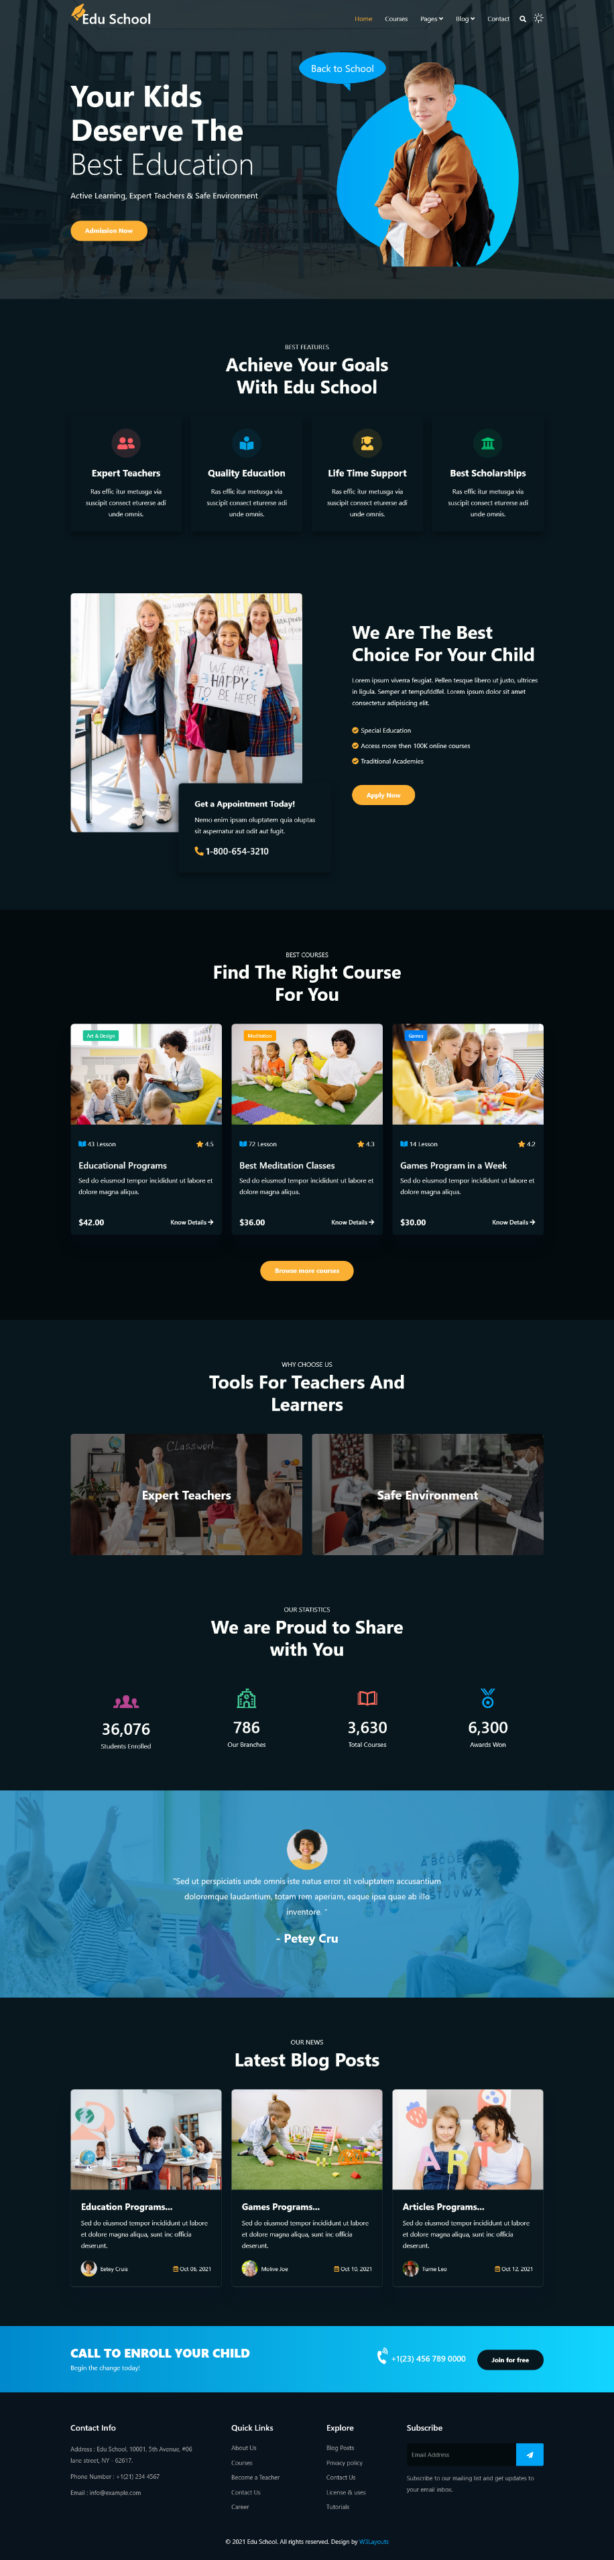 Edu School
Home
Courses
Pages
Blog
Contact
Back to School
Your Kids
Deserve The
Best Education
Active Learning, Expert Teachers & Safe Environment
Admission Now
BEST FEATURES
Achieve Your Goals
With Edu School
Expert Teachers
Ras effic itur metusga via
suscipit consect eturerse adi
unde omnis.
Quality Education
Ras effic itur metusga via
suscipit consect eturerse adi
unde omnis.
Life Time Support
Ras effic itur metusga via
suscipit consect eturerse adi
unde omnis.
Best Scholarships
Ras effic itur metusga via
suscipit consect eturerse adi
unde omnis.
WE ARE
HAPPY
TO BE HERE
We Are The Best
Choice For Your Child
Lorem ipsum viverra feugiat. Pellen tesque libero ut justo, ultrices
in ligula. Semper at tempufddfel. Lorem ipsum dolor sit amet
consectetur adipisicing elit.
Special Education
Access more then 100K online courses
Traditional Academies
Apply Now
Get a Appointment Today!
Nemo enim ipsam oluptatem quia oluptas
sit aspernatur aut odit aut fugit.
1-800-654-3210
BEST COURSES
Find The Right Course
For You
Art & Design
43 Lesson
4.5
Educational Programs
Sed do eiusmod tempor incididunt ut labore et
dolore magna aliqua.
$42.00
Know Details
Meditation
72 Lesson
4.3
Best Meditation Classes
Sed do eiusmod tempor incididunt ut labore et
dolore magna aliqua.
$36.00
Know Details
Games
14 Lesson
4.2
Games Program in a Week
Sed do eiusmod tempor incididunt ut labore et
dolore magna aliqua.
$30.00
Know Details
Browse more courses
WHY CHOOSE US
Tools For Teachers And
Learners
Classwork
Expert Teachers
Safe Environment
OUR STATISTICS
We are Proud to Share
with You
36,076
Students Enrolled
786
Our Branches
3,630
Total Courses
6,300
Awards Won
"Sed ut perspiciatis unde omnis iste natus error sit voluptatem accusantium
doloremque laudantium, totam rem aperiam, eaque ipsa quae ab illo
inventore. "
- Petey Cru
OUR NEWS
Latest Blog Posts
Education Programs...
Sed do eiusmod tempor incididunt ut labore
et dolore magna aliqua, sunt inc officia
deserunt.
Eetey Cruis
Oct 06, 2021
Games Programs...
Sed do eiusmod tempor incididunt ut labore
et dolore magna aliqua, sunt inc officia
deserunt.
Molive Joe
Oct 10, 2021
ART
Articles Programs...
Sed do eiusmod tempor incididunt ut labore
et dolore magna aliqua, sunt inc officia
deserunt.
Turne Leo
Oct 12, 2021
CALL TO ENROLL YOUR CHILD
Begin the change today!
+1(23) 456 789 0000
Join for free
Contact Info
Address : Edu School, 10001, 5th Avenue, #06
lane street, NY - 62617.
Phone Number : +1(21) 234 4567
Email : info@example.com
Quick Links
About Us
Courses
Become a Teacher
Contact Us
Career
Explore
Blog Posts
Privacy policy
Contact Us
License & uses
Tutorials
Subscribe
Email Address
Subscribe to our mailing list and get updates to
your email inbox.
© 2021 Edu School. All rights reserved. Design by W3Layouts